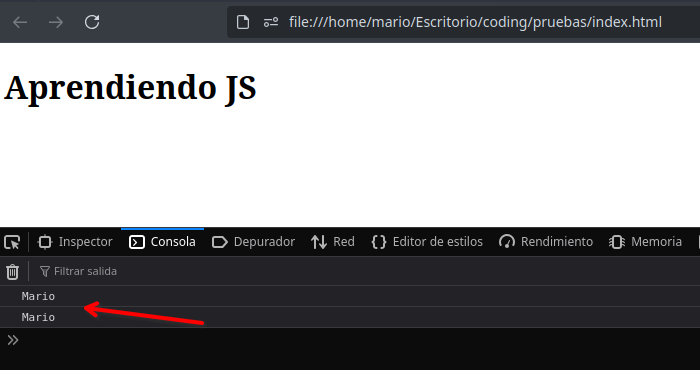 file:///home/mario/Escritorio/coding/pruebas/index.html
Aprendiendo JS
Inspector Consola Depurador Red Editor de estilos Rendimiento Memoria
Filtrar salida
Mario
Mario